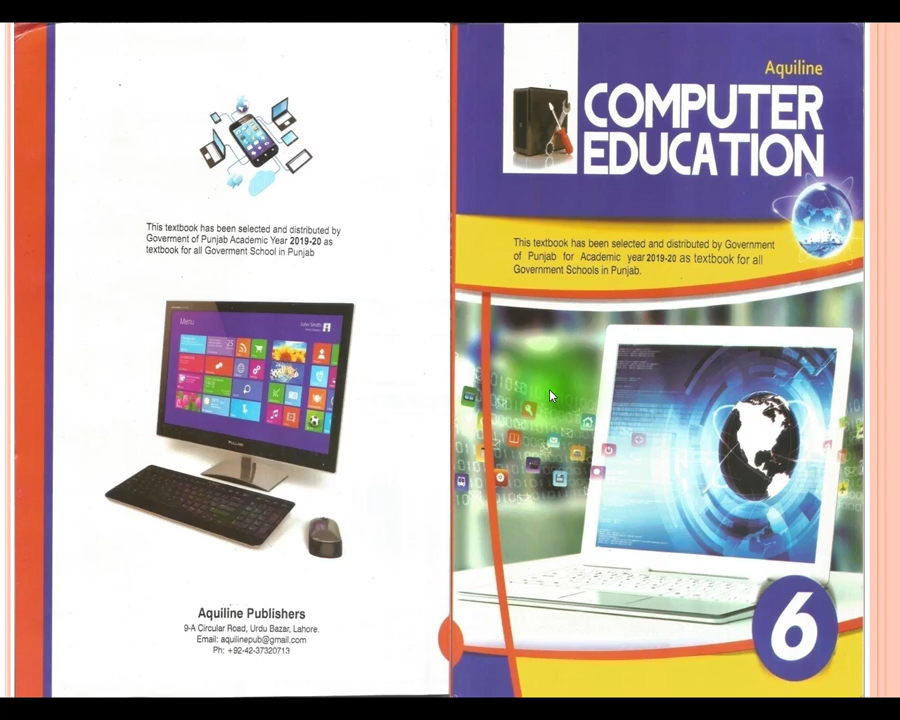 This textbook has been selected and distributed by
Goverment of Punjab Academic Year 2019-20 as
textbook for all Goverment School in Punjab
Menu
John Smith
Aquiline Publishers
9-A Circular Road, Urdu Bazar, Lahore.
Email: aquilinepub@gmail.com
Ph: +92-42-37320713
Aquiline
COMPUTER
EDUCATION
This textbook has been selected and distributed by Government
of Punjab for Academic year 2019-20 as textbook for all
Government Schools in Punjab.
6